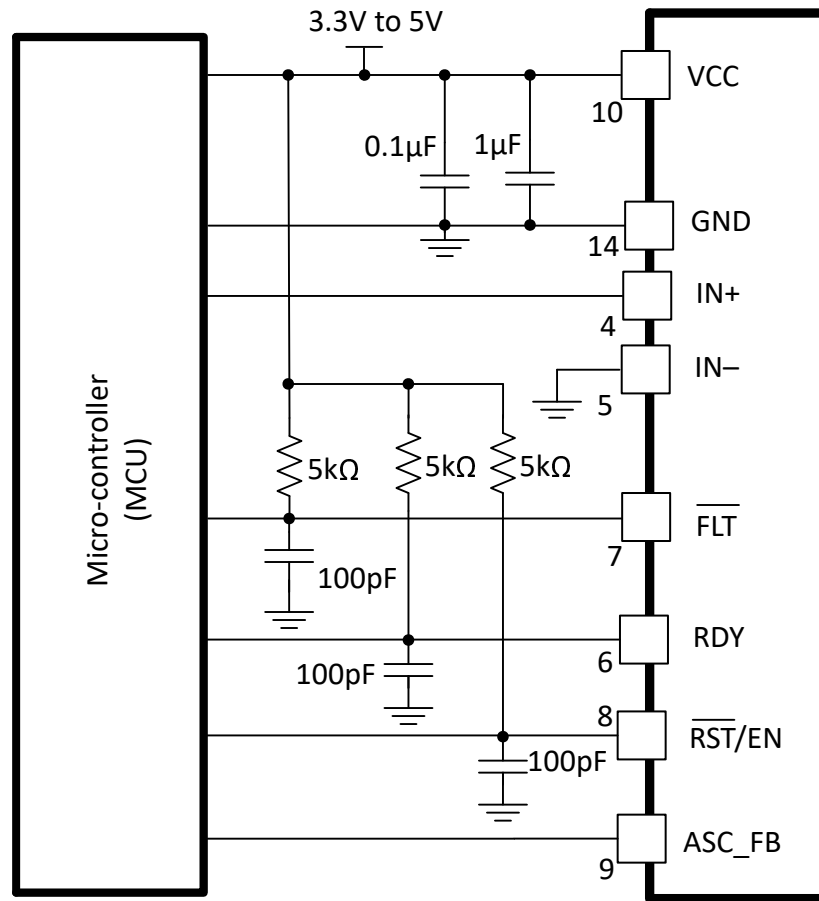 3.3V to 5V
VCC
10
0.1µF
1µF
GND
14
IN+
4
IN–
5
Micro-controller
(MCU)
5kΩ
5kΩ
5kΩ
FLT
7
100pF
RDY
6
100pF
8
RST/EN
100pF
ASC_FB
9